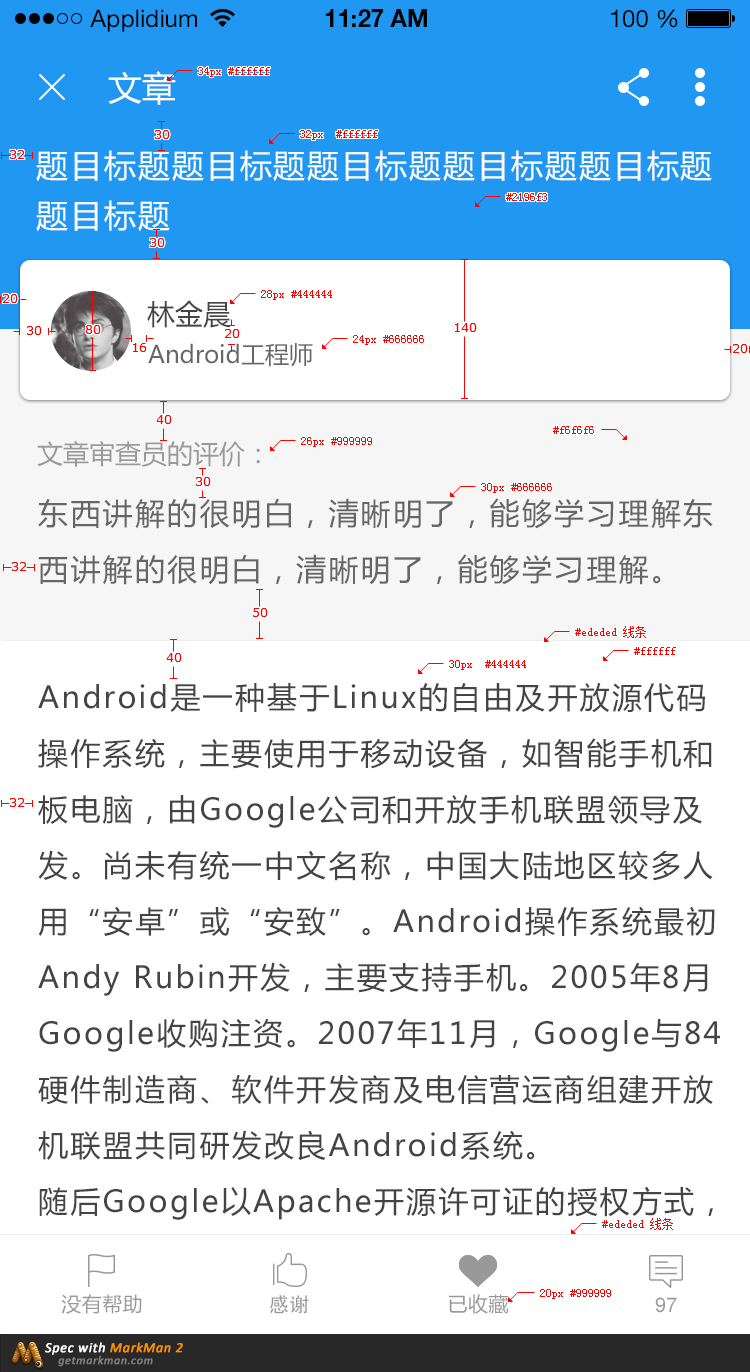 Applidium 11:27 AM 100 %
文章 34px #ffffff
30 32px #ffffff
32 题目标题题目标题题目标题题目标题题目标题
#2196f3
题目标题
30
28px #444444
20 林金晨
30 80 20 140
16 Android工程师 24px #666666 20
40
#f6f6f6
文章审查员的评价： 26px #999999
30 30px #666666
东西讲解的很明白，清晰明了，能够学习理解东
32 西讲解的很明白，清晰明了，能够学习理解。
50
#ededed 线条
40 30px #444444 #ffffff
Android是一种基于Linux的自由及开放源代码
操作系统，主要使用于移动设备，如智能手机和
32 板电脑，由Google公司和开放手机联盟领导及
发。尚未有统一中文名称，中国大陆地区较多人
用“安卓”或“安致”。Android操作系统最初
Andy Rubin开发，主要支持手机。2005年8月
Google收购注资。2007年11月，Google与84
硬件制造商、软件开发商及电信营运商组建开放
机联盟共同研发改良Android系统。
随后Google以Apache开源许可证的授权方式，
#ededed 线条
没有帮助 感谢 已收藏 20px #999999 97
Spec with MarkMan 2
getmarkman.com